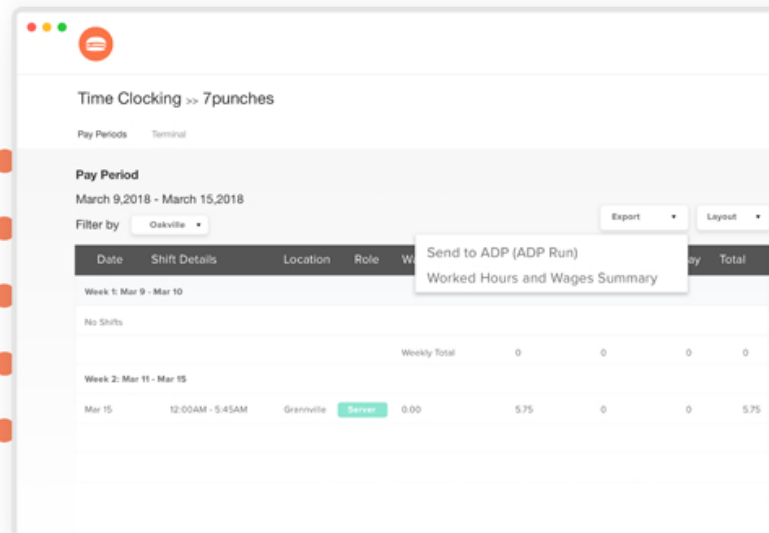 Time Clocking >> 7punches
Pay Periods Terminal
Pay Period
March 9,2018 - March 15,2018
Filter by Oakville
Export Layout
Send to ADP (ADP Run)
Worked Hours and Wages Summary
Date Shift Details Location Role Total
Week 1: Mar 9 - Mar 10
No Shifts
Weekly Total 0 0 0 0
Week 2: Mar 11 - Mar 15
Mar 15 12:00AM - 5:45AM Grannville Server 0.00 5.75 0 0 5.75